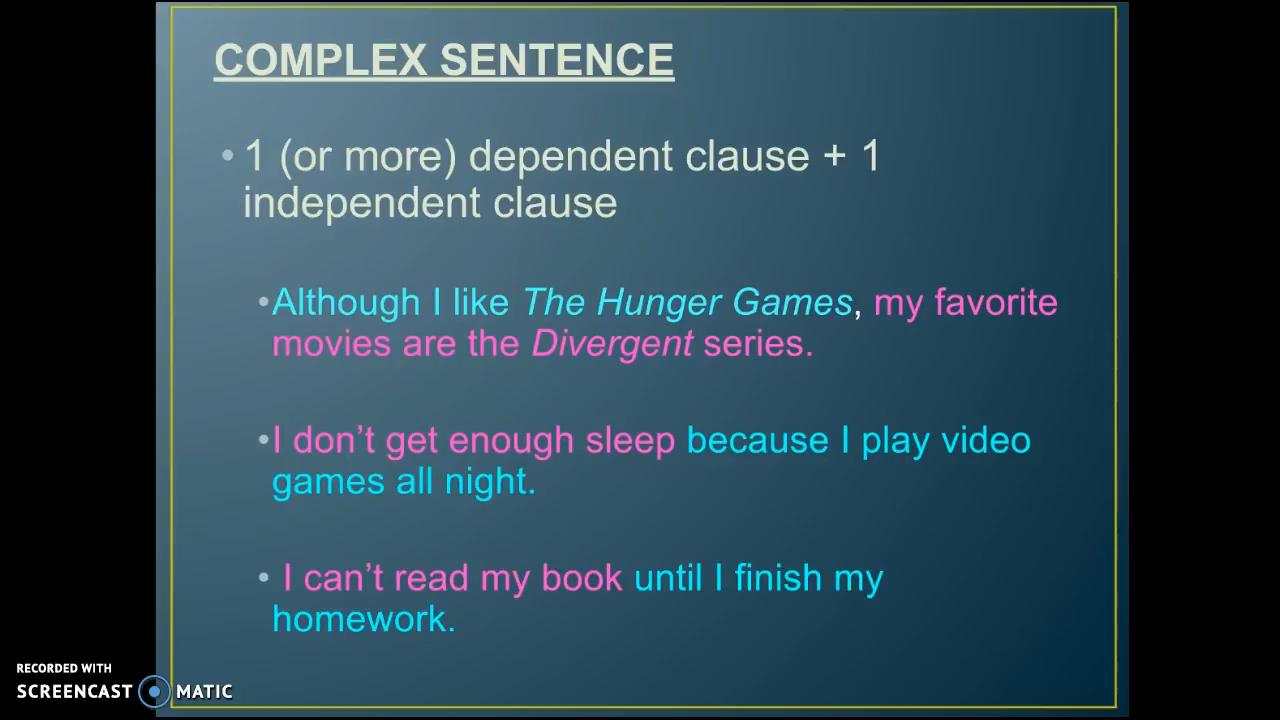 COMPLEX SENTENCE
• 1 (or more) dependent clause + 1
independent clause
•Although I like The Hunger Games, my favorite
movies are the Divergent series.
•I don’t get enough sleep because I play video
games all night.
• I can’t read my book until I finish my
homework.
RECORDED WITH
SCREENCAST MATIC